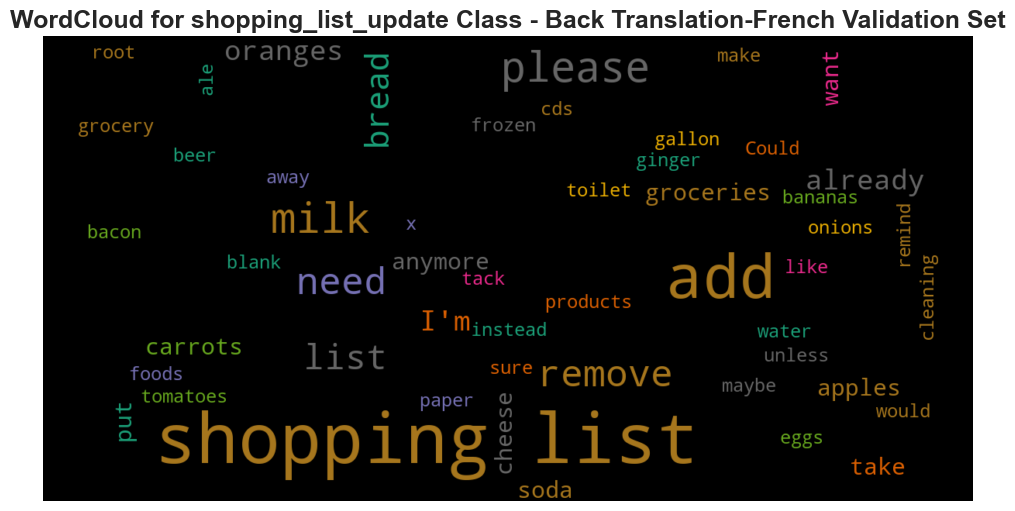 WordCloud for shopping_list_update Class - Back Translation-French Validation Set
root
oranges
please
make
want
ale
bread
cds
grocery
frozen
gallon
Could
beer
ginger
away
already
toilet
groceries
bananas
milk
x
bacon
onions
remind
blank
anymore
like
need
tack
add
cleaning
products
I'm
instead
water
carrots
list
unless
foods
sure
remove
maybe
apples
tomatoes
paper
put
would
shopping list
cheese
eggs
take
soda